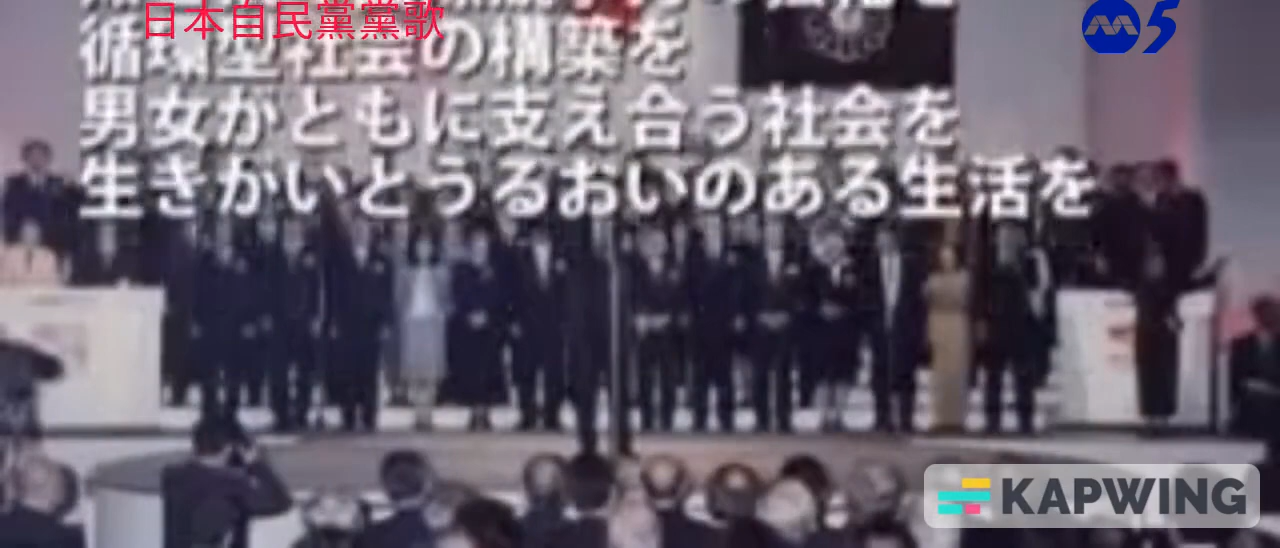 日本自民黨黨歌
5
循環型社会の構築を
男女がともに支え合う社会を
生きがいとうるおいのある生活を
KAPWING